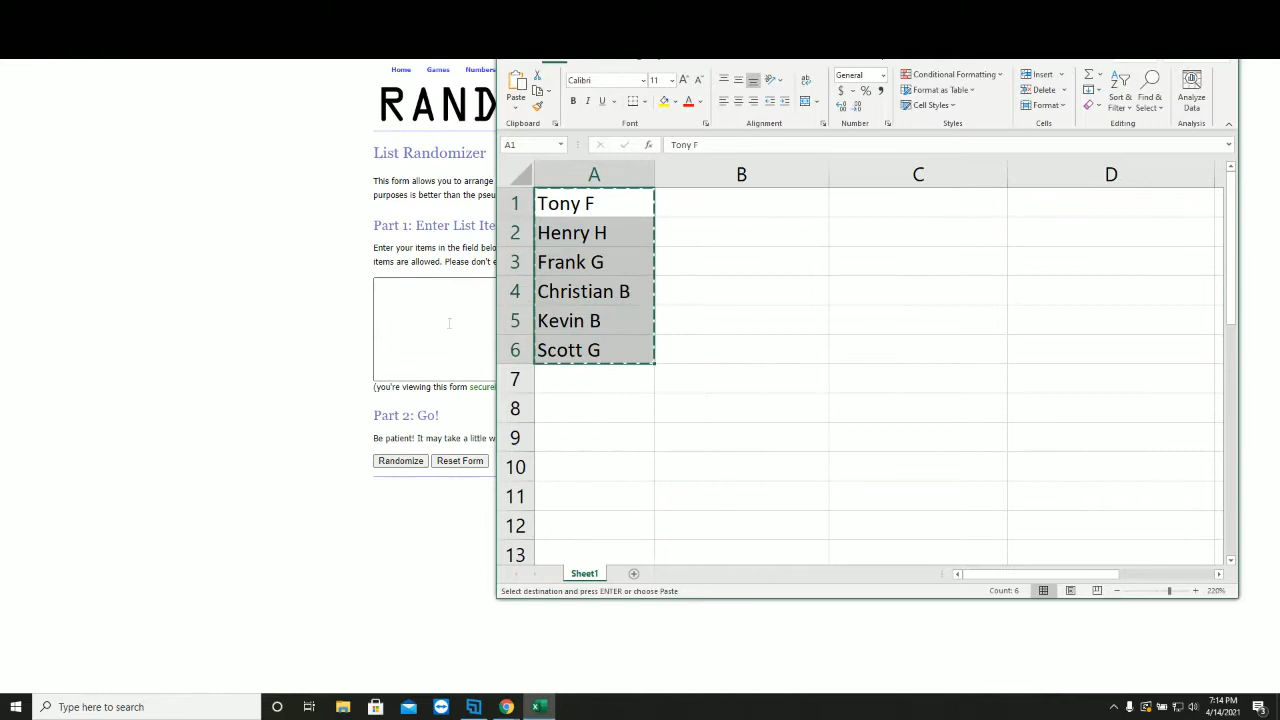 Home Games Numbers
RAND
List Randomizer
This form allows you to arrange
purposes is better than the pseu
Part 1: Enter List Ite
Enter your items in the field belo
items are allowed. Please don't e
(you're viewing this form secure
Part 2: Go!
Be patient! It may take a little w
Randomize Reset Form
Paste
Calibri 11
B I U
General
$ % ,
Conditional Formatting
Format as Table
Cell Styles
Insert
Delete
Format
Sort &
Filter
Find &
Select
Analyze
Data
Clipboard Font Alignment Number Styles Cells Editing Analysis
A1 fx Tony F
A B C D
1 Tony F
2 Henry H
3 Frank G
4 Christian B
5 Kevin B
6 Scott G
7
8
9
10
11
12
13
Sheet1
Select destination and press ENTER or choose Paste Count: 6 220%
Type here to search
7:14 PM
4/14/2021
3